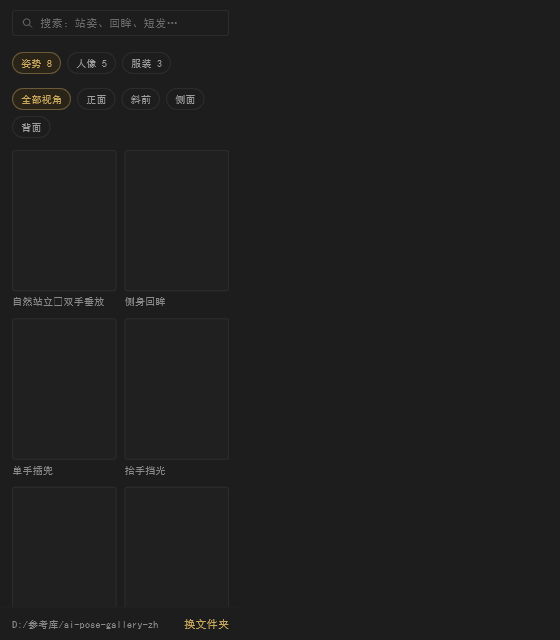 搜索：站姿、回眸、短发…
姿势 8 人像 5 服装 3
全部视角 正面 斜前 侧面
背面
自然站立□双手垂放 侧身回眸
单手插兜 抬手挡光
D:/参考库/ai-pose-gallery-zh 换文件夹